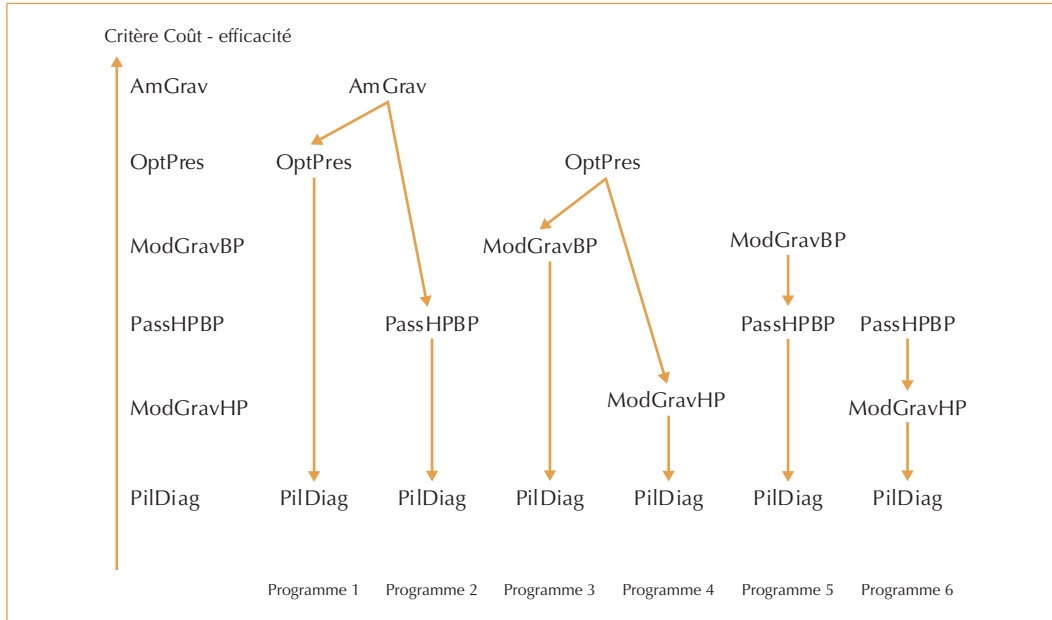 Critère Coût - efficacité
AmGrav AmGrav
OptPres OptPres OptPres
ModGravBP ModGravBP ModGravBP
PassHPBP PassHPBP PassHPBP PassHPBP
ModGravHP ModGravHP ModGravHP
PilDiag PilDiag PilDiag PilDiag PilDiag PilDiag PilDiag
Programme 1 Programme 2 Programme 3 Programme 4 Programme 5 Programme 6